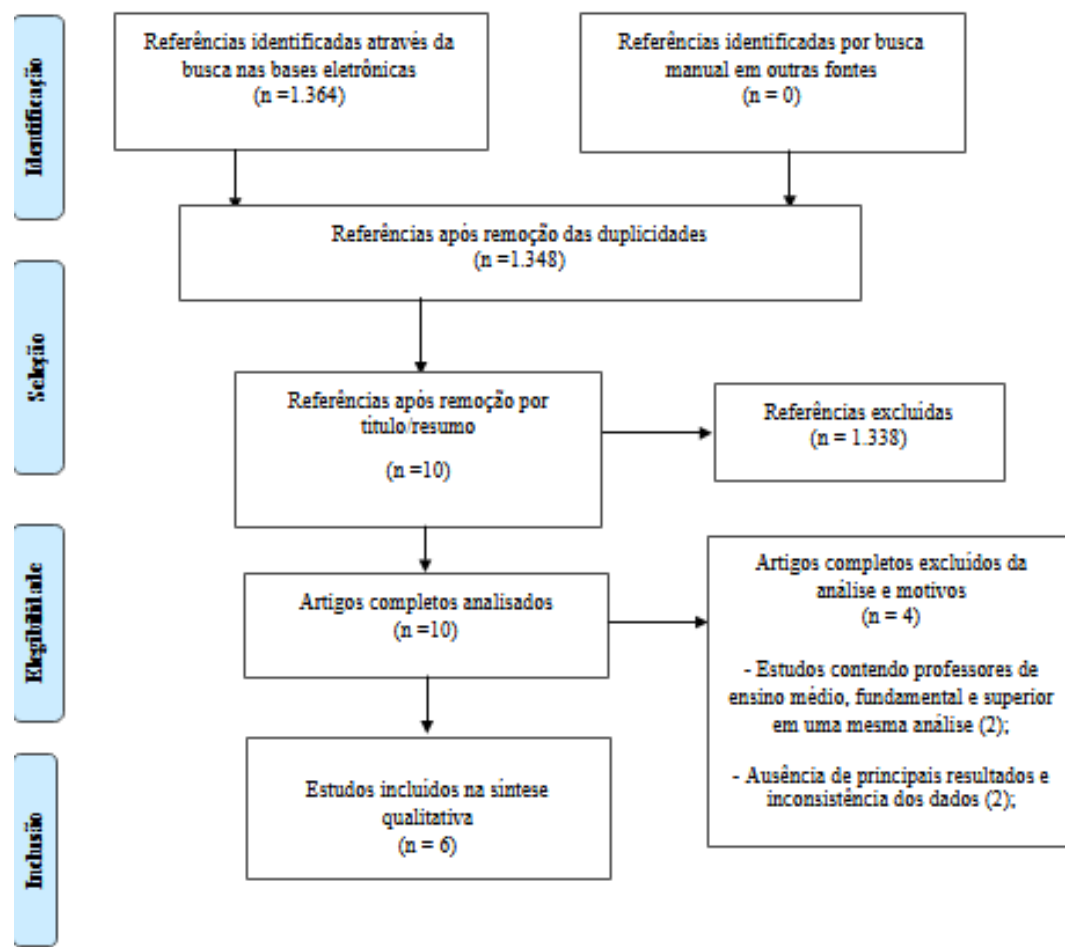 Identificação
Referências identificadas através da
busca nas bases eletrônicas
(n =1.364)
Referências identificadas por busca
manual em outras fontes
(n = 0)
Referências após remoção das duplicidades
(n =1.348)
Seleção
Referências após remoção por
título/resumo
(n =10)
Referências excluídas
(n = 1.338)
Elegibilidade
Artigos completos analisados
(n =10)
Artigos completos excluídos da
análise e motivos
(n = 4)
- Estudos contendo professores de
ensino médio, fundamental e superior
em uma mesma análise (2);
- Ausência de principais resultados e
inconsistência dos dados (2);
Inclusão
Estudos incluídos na síntese
qualitativa
(n = 6)